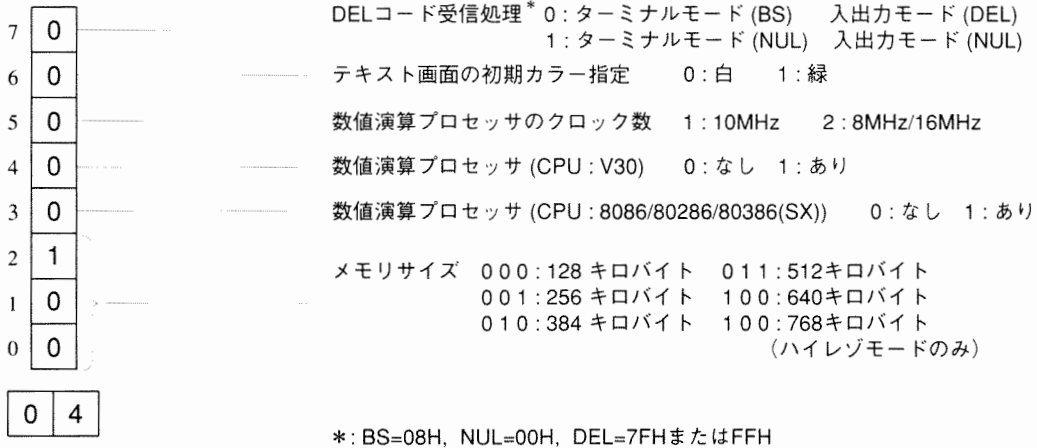 7 0 DELコード受信処理* 0:ターミナルモード(BS) 入出力モード(DEL)
1:ターミナルモード(NUL) 入出力モード(NUL)
6 0 テキスト画面の初期カラー指定 0:白 1:緑
5 0 数値演算プロセッサのクロック数 1:10MHz 2:8MHz/16MHz
4 0 数値演算プロセッサ(CPU:V30) 0:なし 1:あり
3 0 数値演算プロセッサ(CPU:8086/80286/80386(SX)) 0:なし 1:あり
2 1 メモリサイズ 000:128キロバイト 011:512キロバイト
1 0 001:256キロバイト 100:640キロバイト
010:384キロバイト 100:768キロバイト
0 0 (ハイレゾモードのみ)
0 4
*:BS=08H, NUL=00H, DEL=7FHまたはFFH